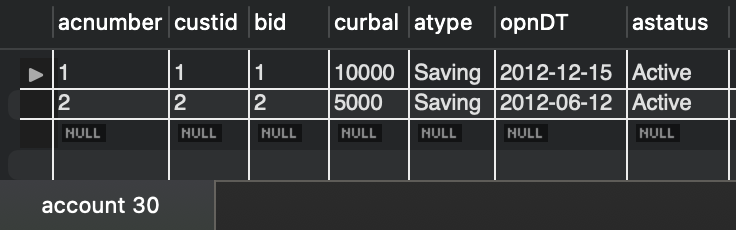 acnumber custid bid curbal atype opnDT astatus
1 1 1 10000 Saving 2012-12-15 Active
2 2 2 5000 Saving 2012-06-12 Active
NULL NULL NULL NULL NULL NULL NULL
account 30